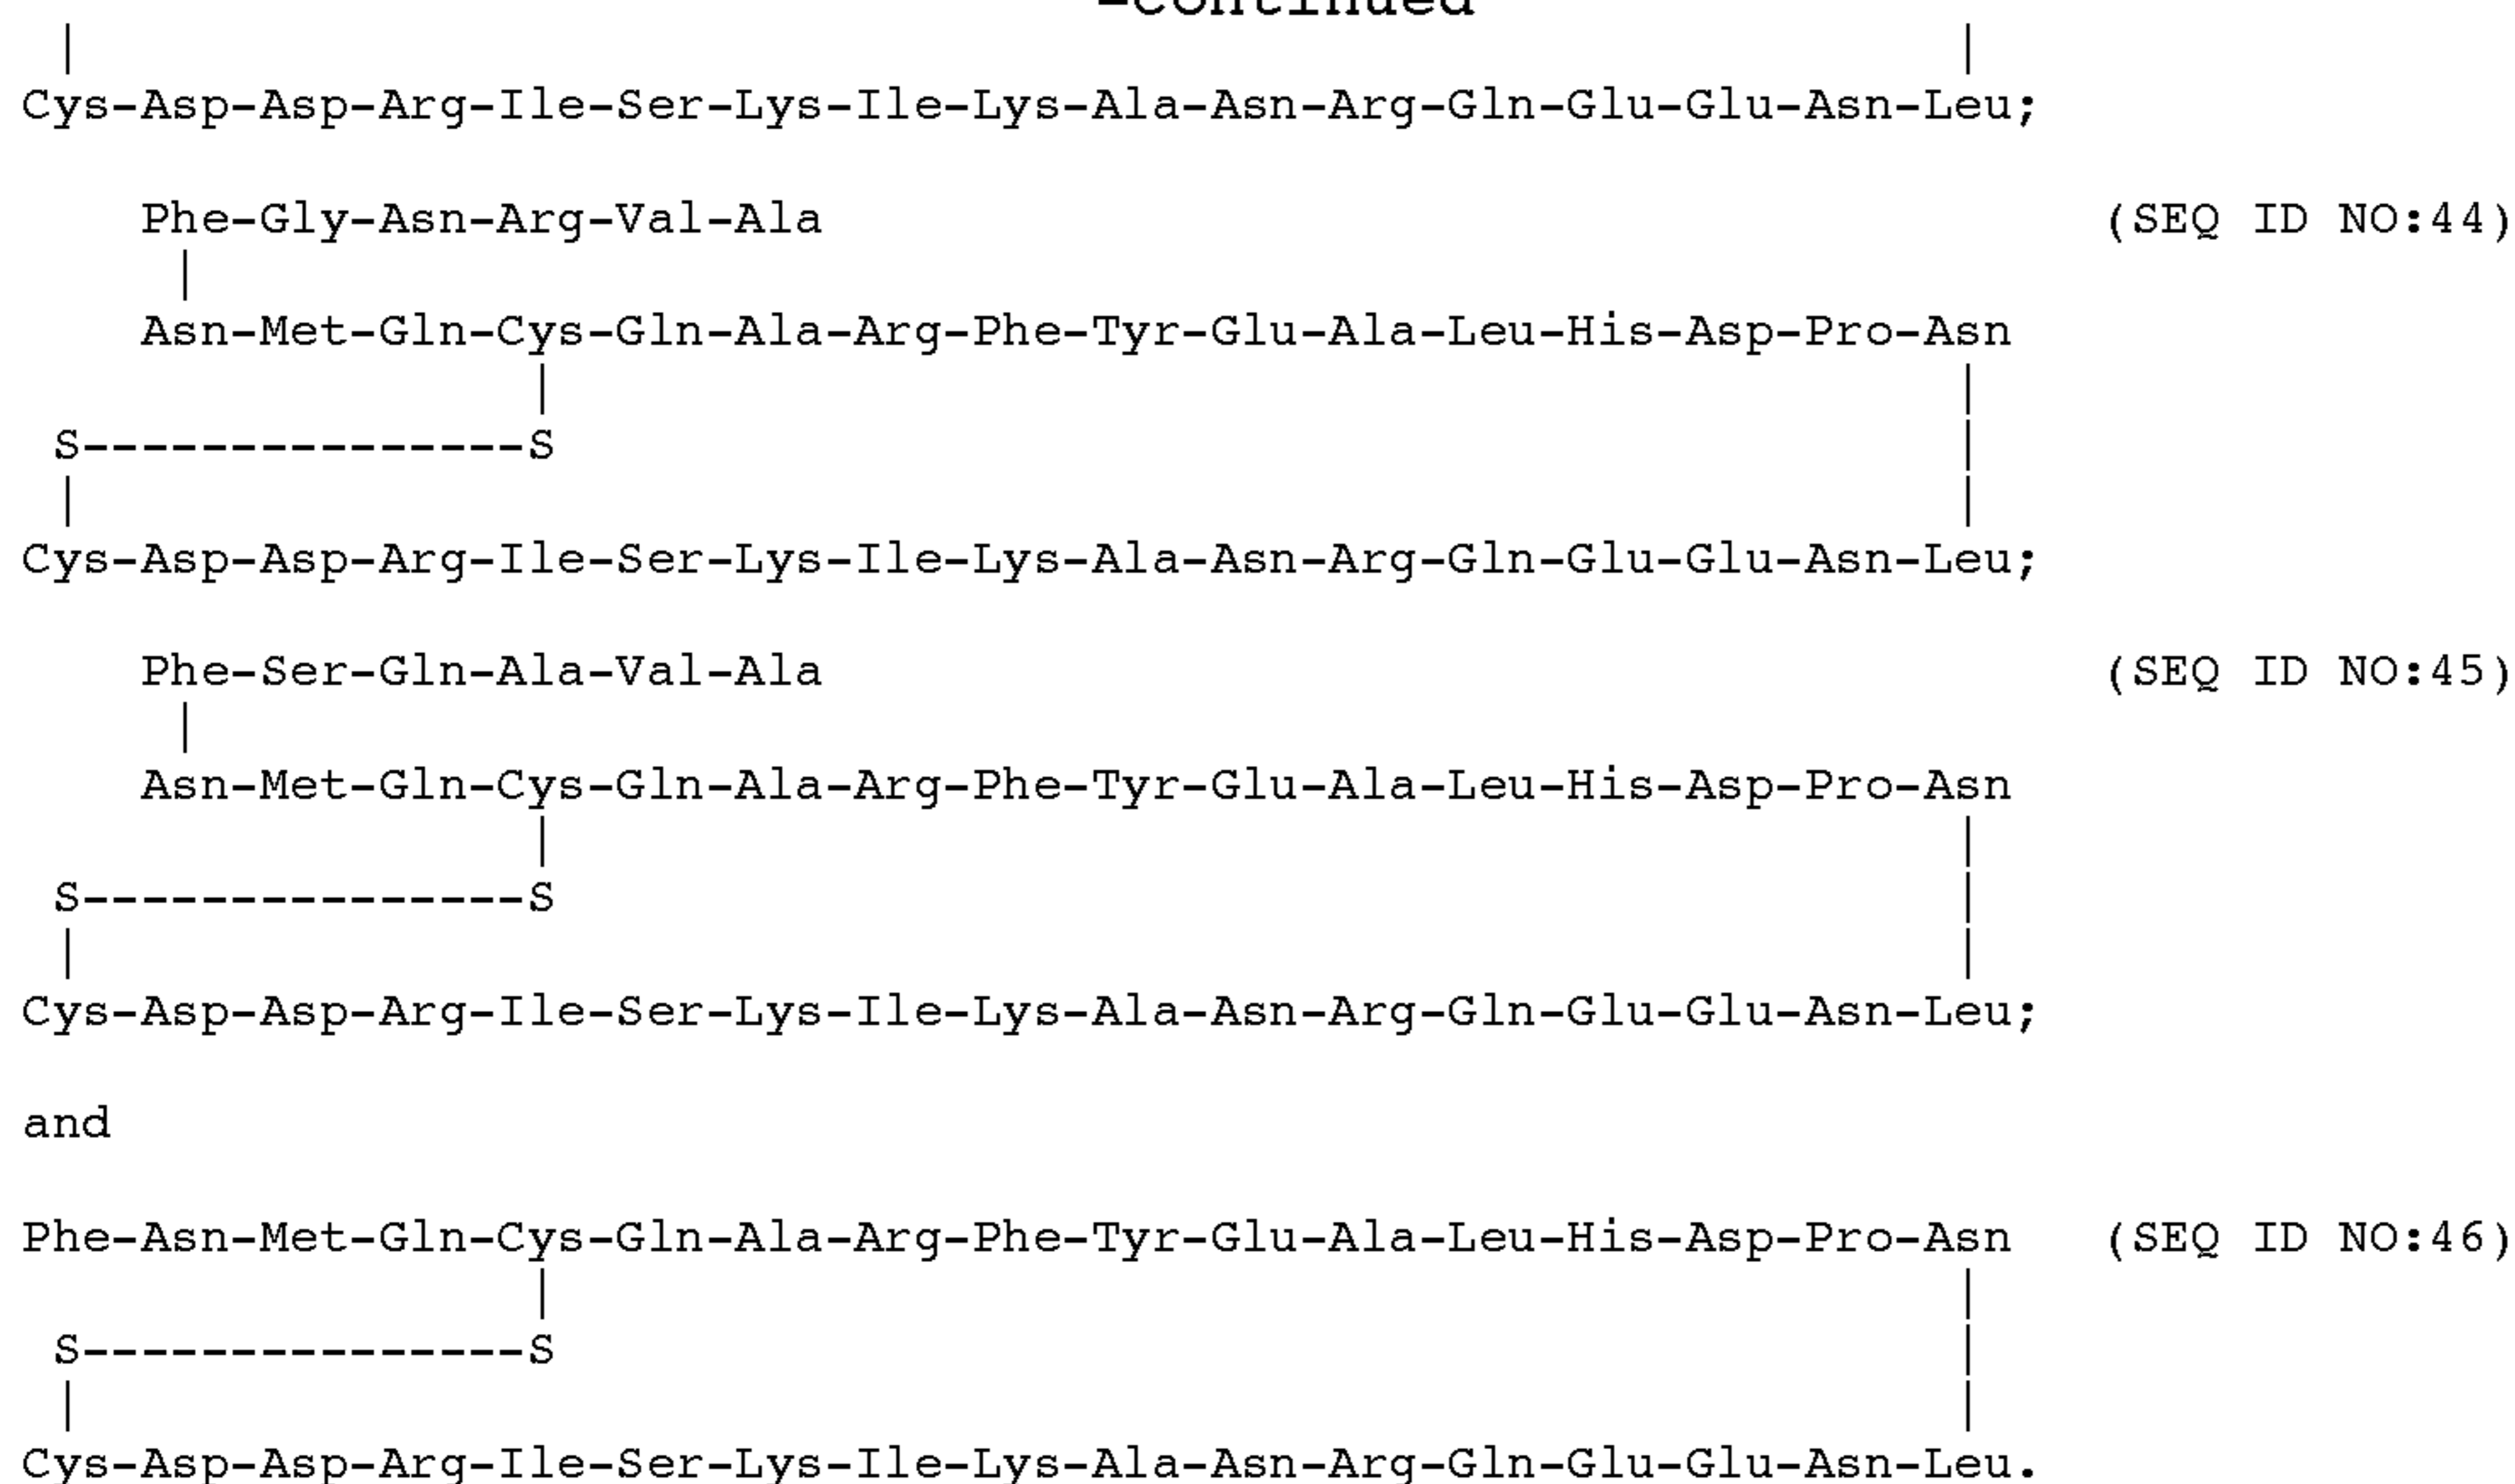 -Continued
|                                                                |
Cys-Asp-Asp-Arg-Ile-Ser-Lys-Ile-Lys-Ala-Asn-Arg-Gln-Glu-Glu-Asn-Leu;
    Phe-Gly-Asn-Arg-Val-Ala (SEQ ID NO:44)
     |
    Asn-Met-Gln-Cys-Gln-Ala-Arg-Phe-Tyr-Glu-Ala-Leu-His-Asp-Pro-Asn
                 |                                               |
 S---------------S                                               |
 |                                                               |
Cys-Asp-Asp-Arg-Ile-Ser-Lys-Ile-Lys-Ala-Asn-Arg-Gln-Glu-Glu-Asn-Leu;
    Phe-Ser-Gln-Ala-Val-Ala (SEQ ID NO:45)
     |
    Asn-Met-Gln-Cys-Gln-Ala-Arg-Phe-Tyr-Glu-Ala-Leu-His-Asp-Pro-Asn
                 |                                               |
 S---------------S                                               |
 |                                                               |
Cys-Asp-Asp-Arg-Ile-Ser-Lys-Ile-Lys-Ala-Asn-Arg-Gln-Glu-Glu-Asn-Leu;
and
Phe-Asn-Met-Gln-Cys-Gln-Ala-Arg-Phe-Tyr-Glu-Ala-Leu-His-Asp-Pro-Asn (SEQ ID NO:46)
                 |                                               |
 S---------------S                                               |
 |                                                               |
Cys-Asp-Asp-Arg-Ile-Ser-Lys-Ile-Lys-Ala-Asn-Arg-Gln-Glu-Glu-Asn-Leu.